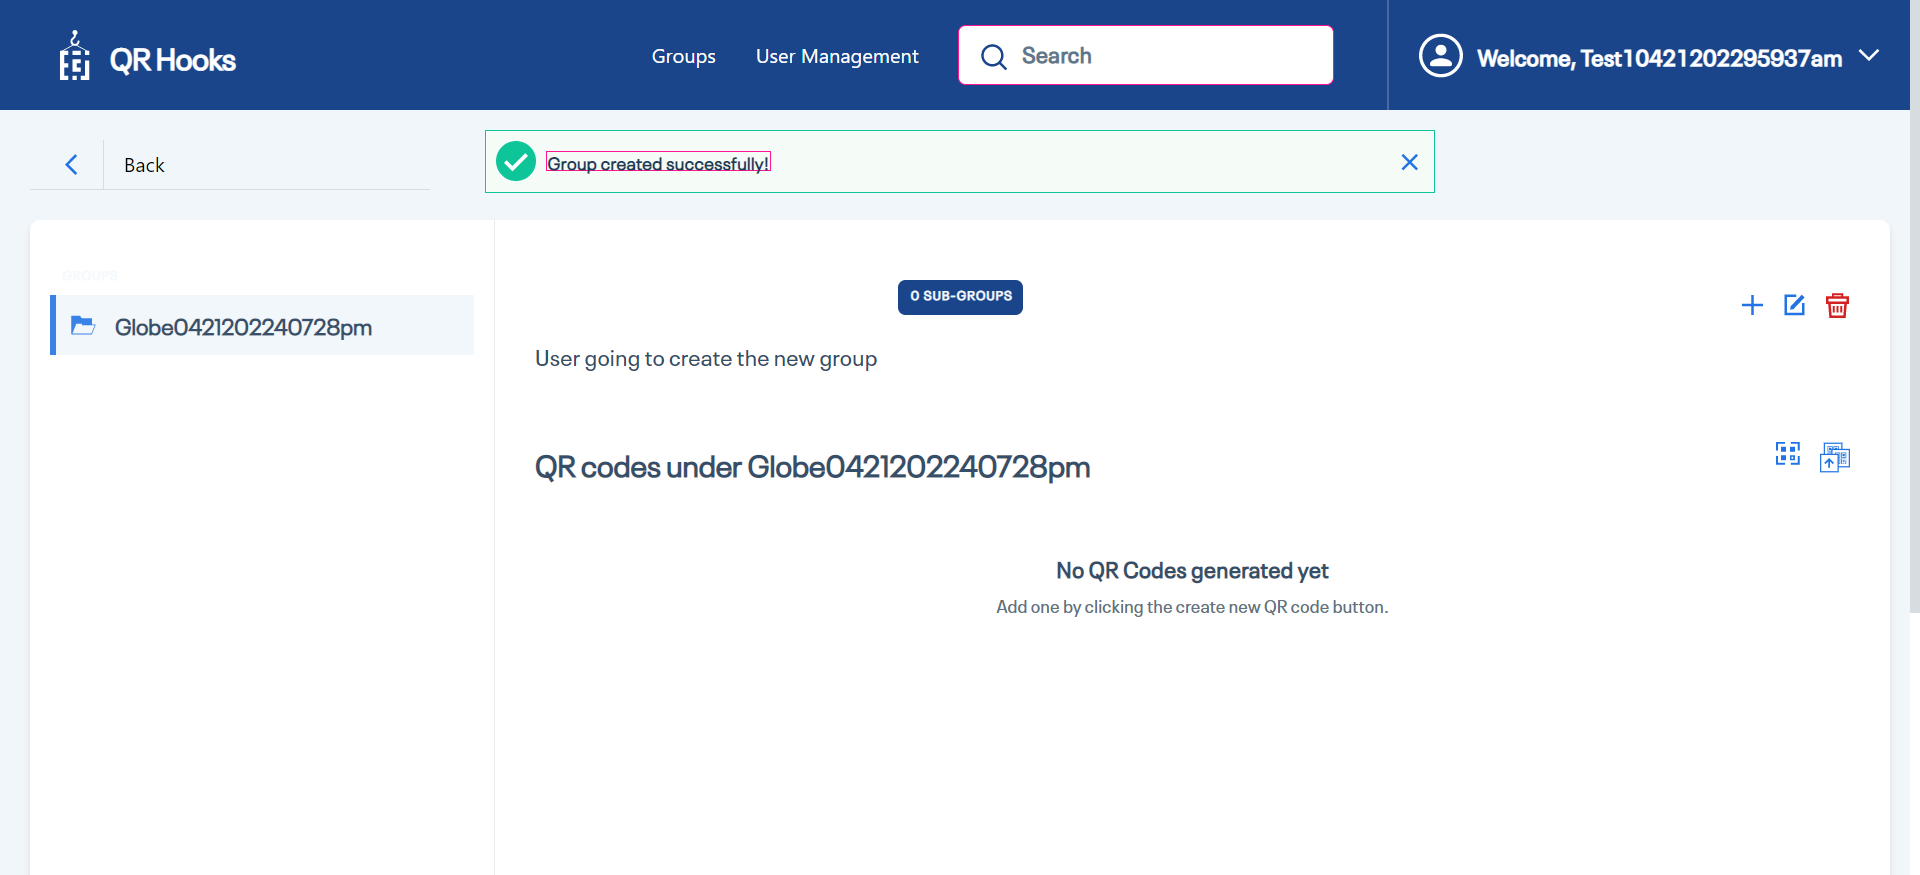 QR Hooks
Groups
User Management
Search
Welcome, Test10421202295937am
Back
Group created successfully!
GROUPS
Globe0421202240728pm
0 SUB-GROUPS
User going to create the new group
QR codes under Globe0421202240728pm
No QR Codes generated yet
Add one by clicking the create new QR code button.